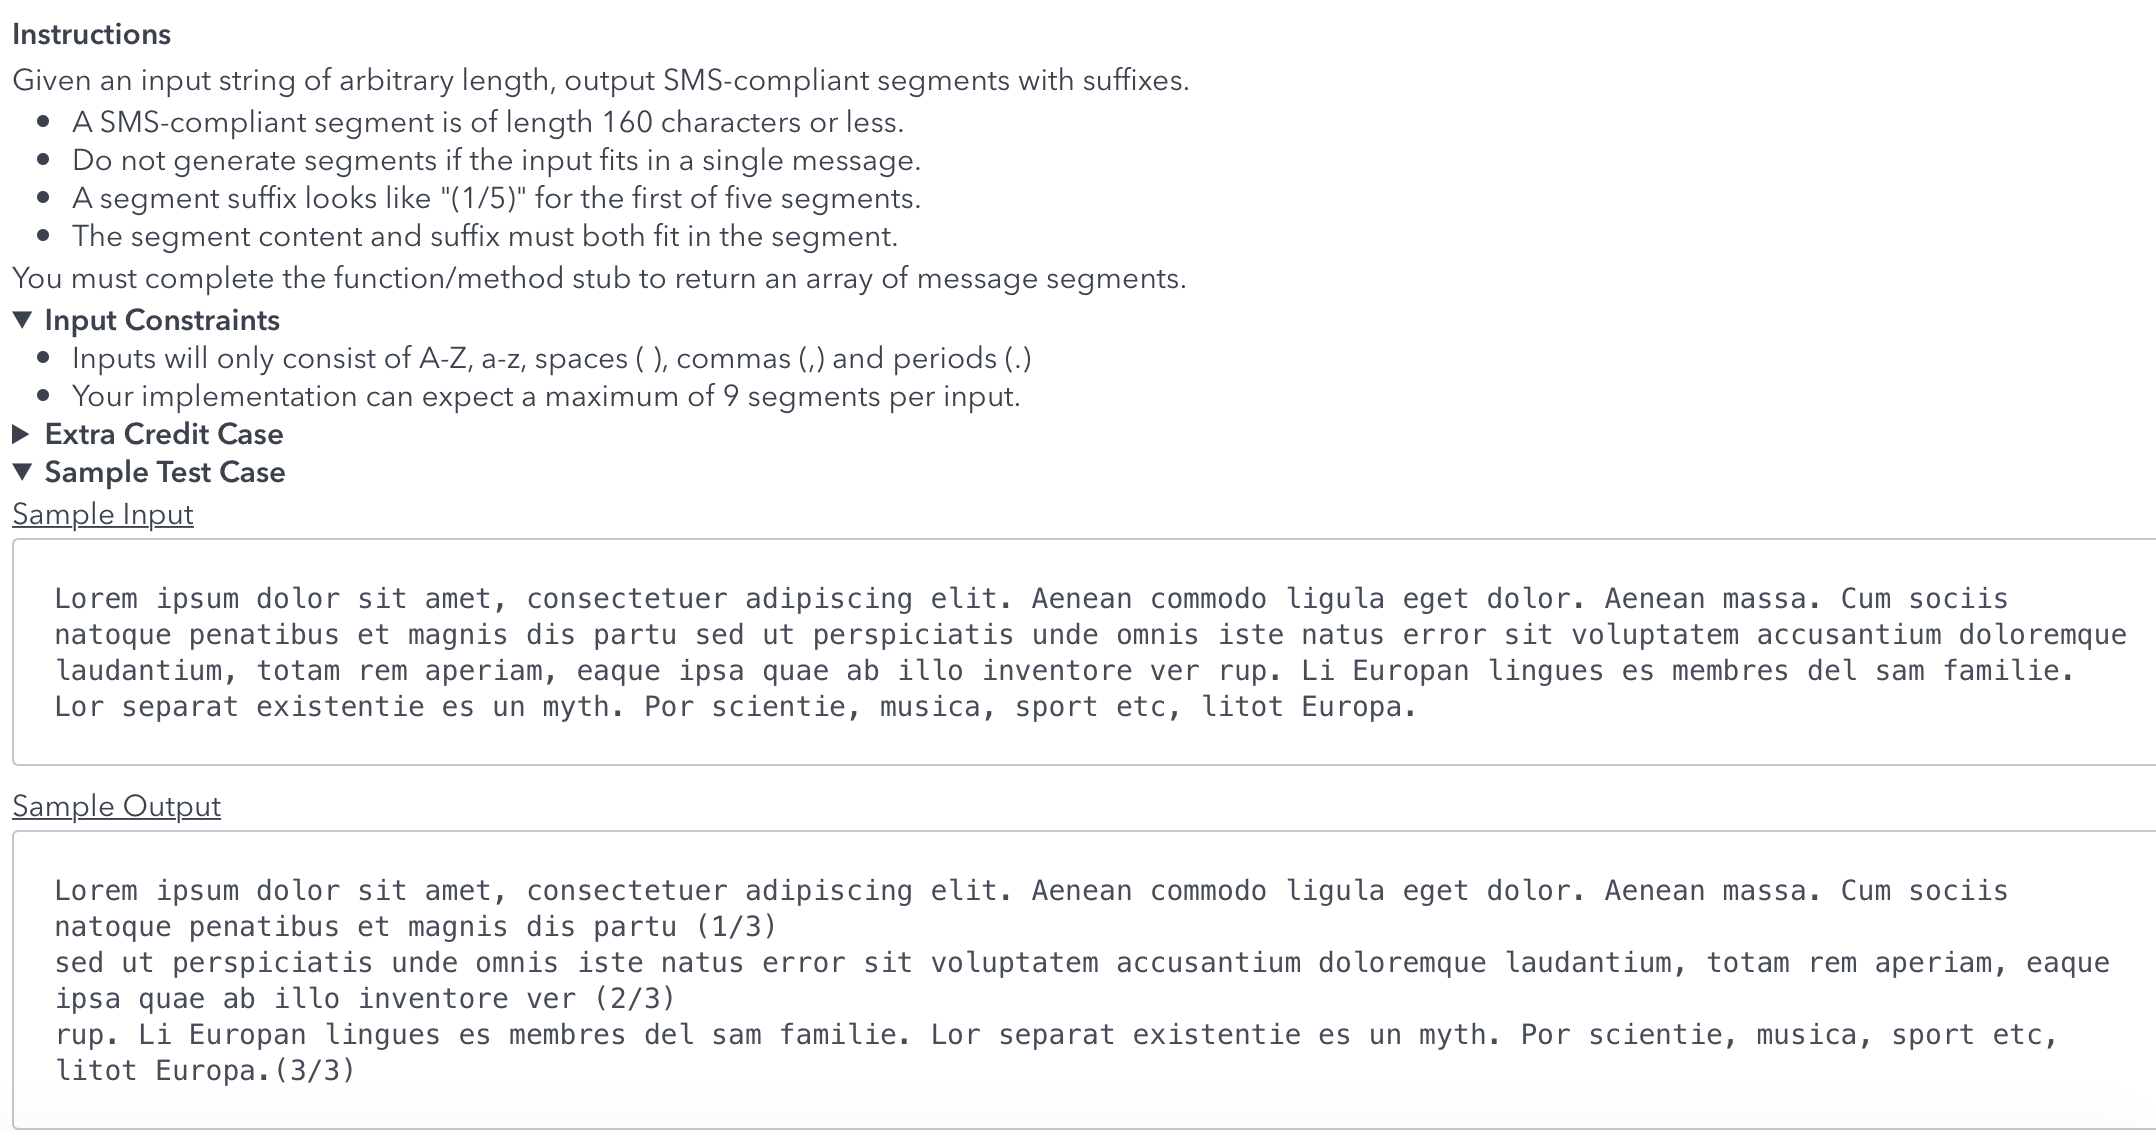 Instructions
Given an input string of arbitrary length, output SMS-compliant segments with suffixes.
• A SMS-compliant segment is of length 160 characters or less.
• Do not generate segments if the input fits in a single message.
• A segment suffix looks like "(1/5)" for the first of five segments.
• The segment content and suffix must both fit in the segment.
You must complete the function/method stub to return an array of message segments.
▼ Input Constraints
• Inputs will only consist of A-Z, a-z, spaces ( ), commas (,) and periods (.)
• Your implementation can expect a maximum of 9 segments per input.
▶ Extra Credit Case
▼ Sample Test Case
Sample Input
Lorem ipsum dolor sit amet, consectetuer adipiscing elit. Aenean commodo ligula eget dolor. Aenean massa. Cum sociis
natoque penatibus et magnis dis partu sed ut perspiciatis unde omnis iste natus error sit voluptatem accusantium doloremque
laudantium, totam rem aperiam, eaque ipsa quae ab illo inventore ver rup. Li Europan lingues es membres del sam familie.
Lor separat existentie es un myth. Por scientie, musica, sport etc, litot Europa.
Sample Output
Lorem ipsum dolor sit amet, consectetuer adipiscing elit. Aenean commodo ligula eget dolor. Aenean massa. Cum sociis
natoque penatibus et magnis dis partu (1/3)
sed ut perspiciatis unde omnis iste natus error sit voluptatem accusantium doloremque laudantium, totam rem aperiam, eaque
ipsa quae ab illo inventore ver (2/3)
rup. Li Europan lingues es membres del sam familie. Lor separat existentie es un myth. Por scientie, musica, sport etc,
litot Europa.(3/3)